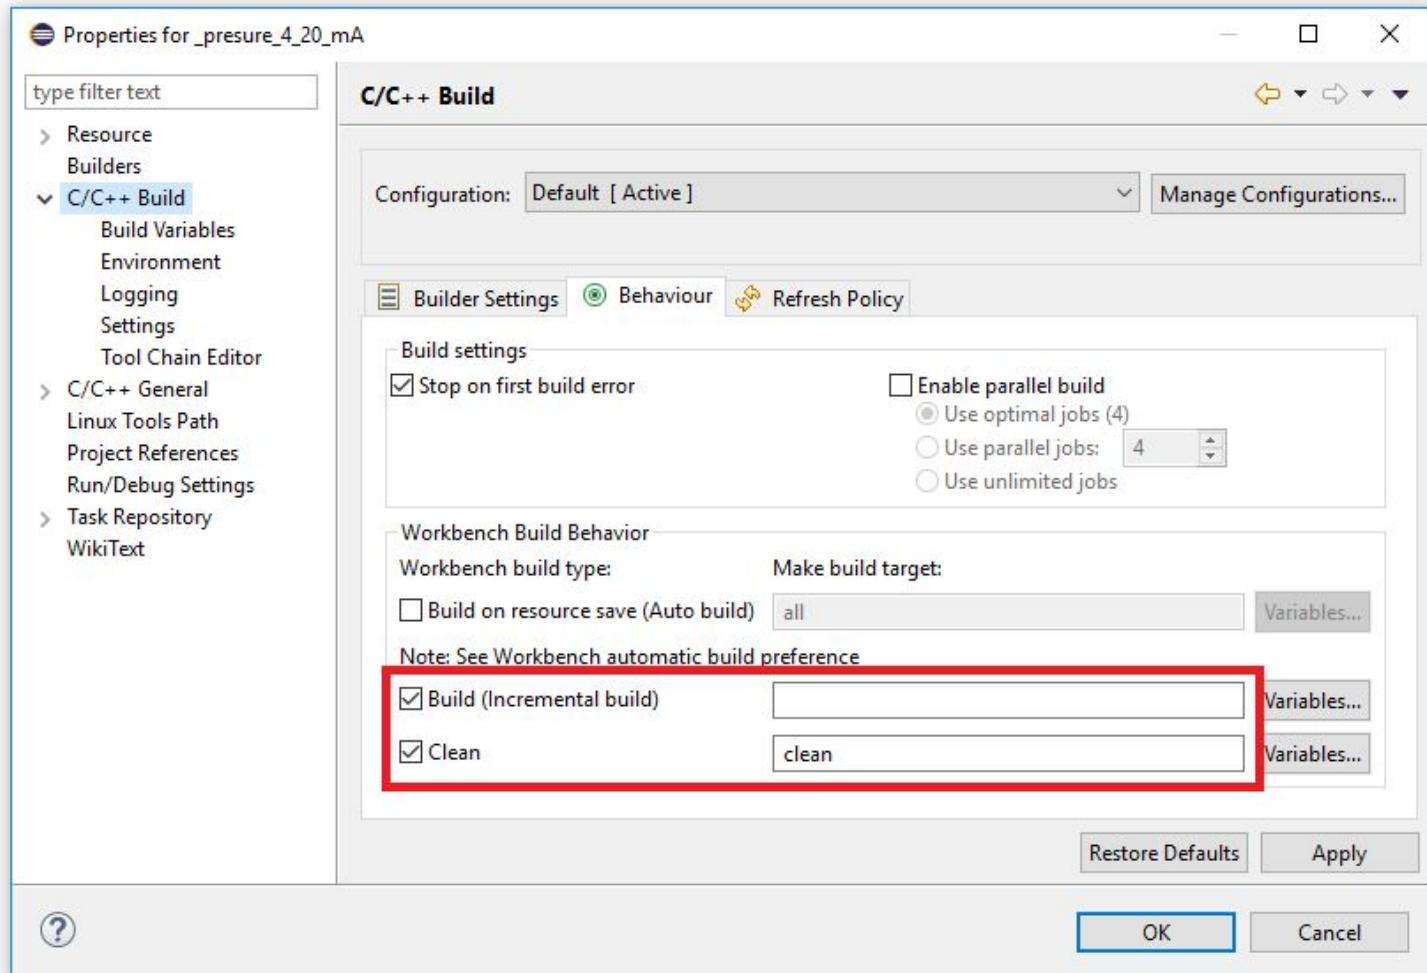 Properties for _presure_4_20_mA
type filter text
Resource
Builders
C/C++ Build
Build Variables
Environment
Logging
Settings
Tool Chain Editor
C/C++ General
Linux Tools Path
Project References
Run/Debug Settings
Task Repository
WikiText
C/C++ Build
Configuration: Default [ Active ] Manage Configurations...
Builder Settings Behaviour Refresh Policy
Build settings
Stop on first build error Enable parallel build
Use optimal jobs (4)
Use parallel jobs: 4
Use unlimited jobs
Workbench Build Behavior
Workbench build type: Make build target:
Build on resource save (Auto build) all Variables...
Note: See Workbench automatic build preference
Build (Incremental build) Variables...
Clean clean Variables...
Restore Defaults Apply
? OK Cancel